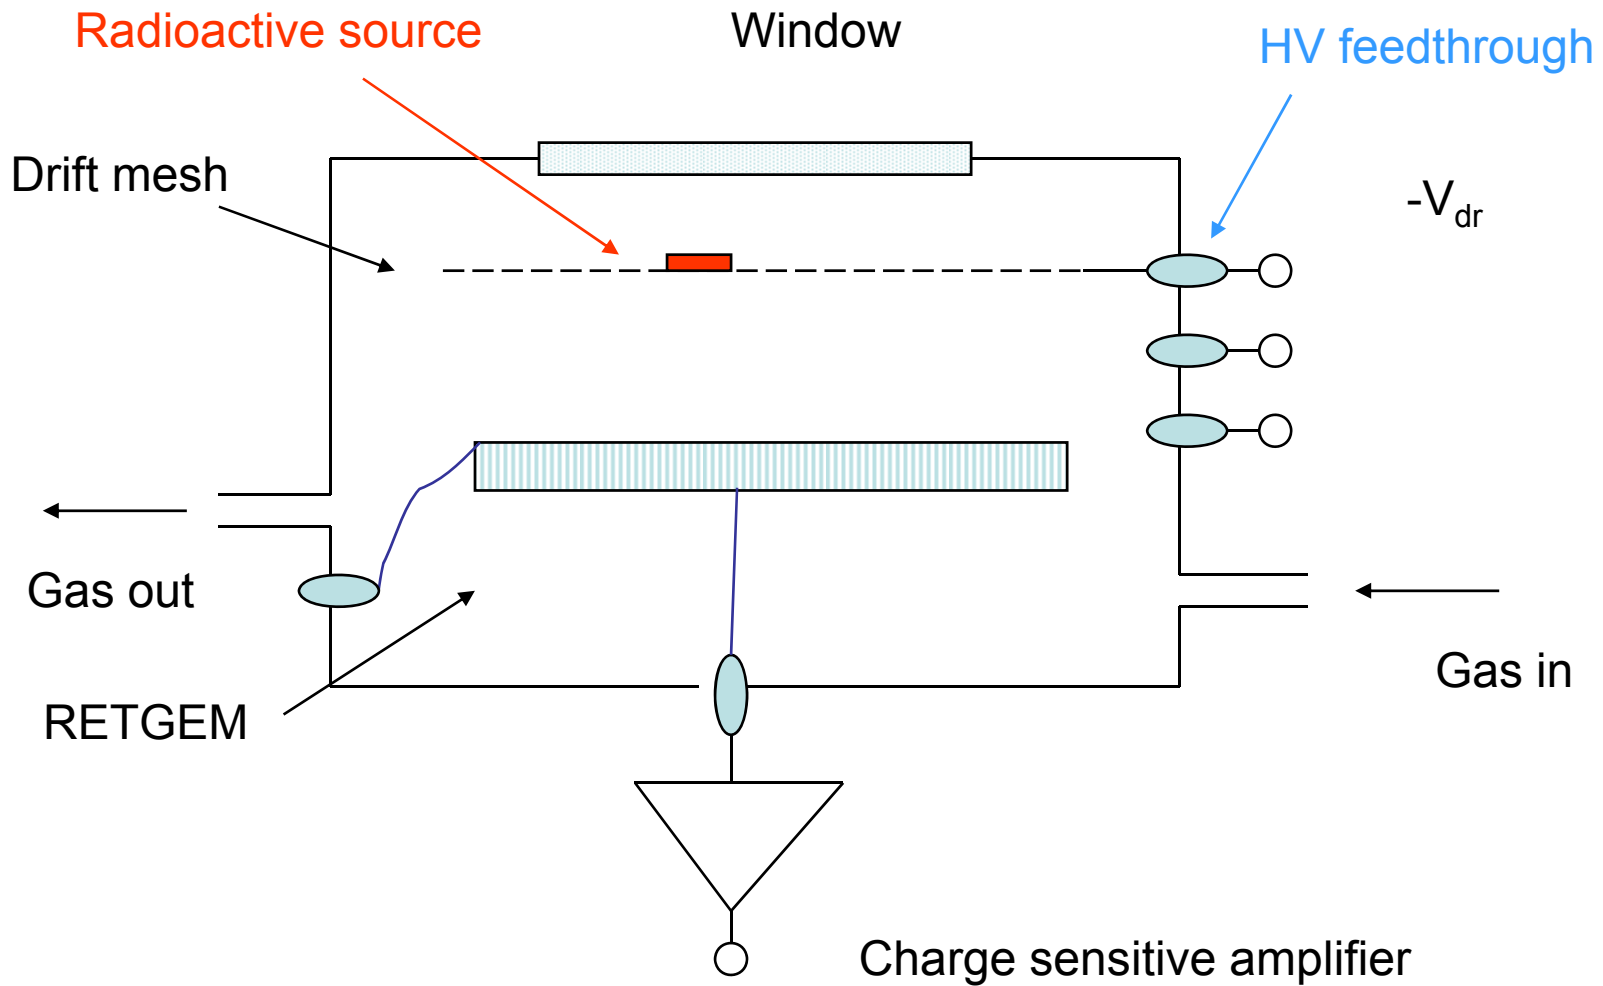 Radioactive source
Window
HV feedthrough
Drift mesh
-Vdr
Gas out
Gas in
RETGEM
Charge sensitive amplifier